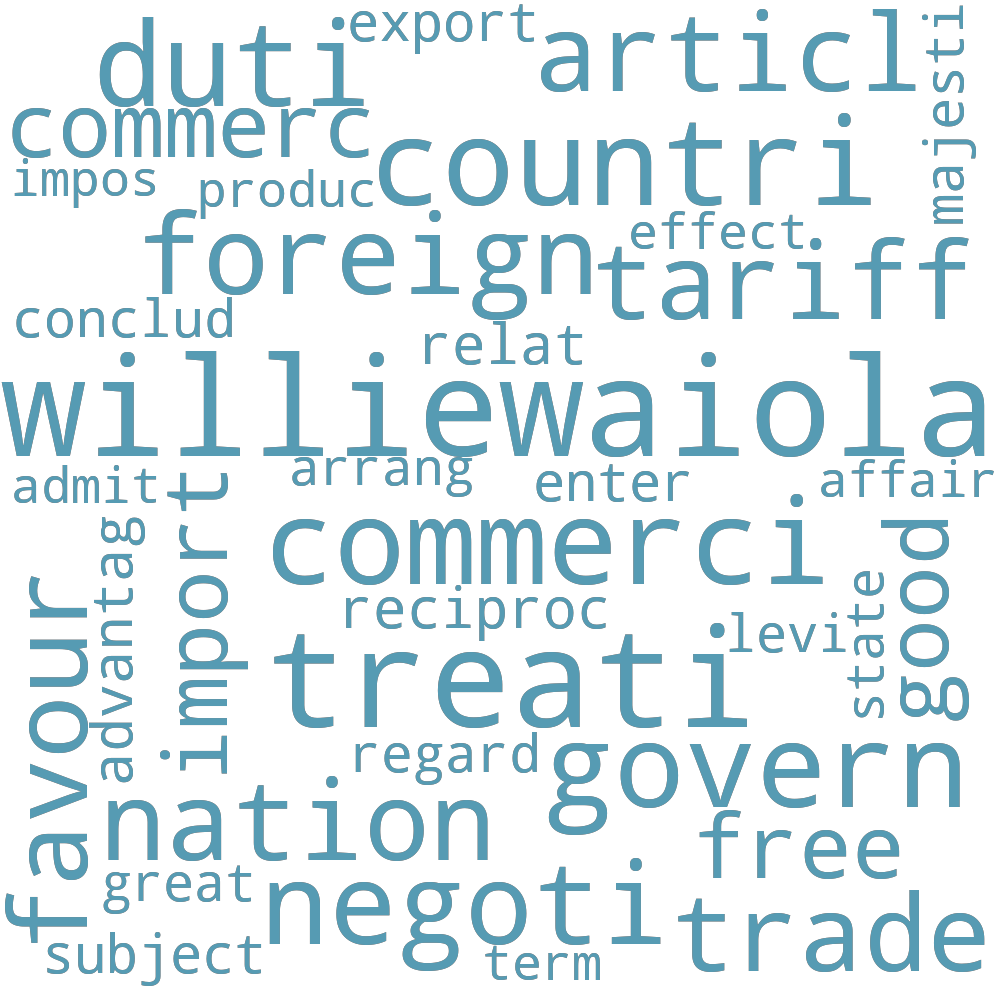 export
duti
articl
majesti
commerc
countri
impos
produc
foreign
effect
tariff
conclud
relat
williewaiola
arrang
admit
enter
affair
import
commerci
good
advantag
favour
reciproc
levi
state
treati
regard
govern
nation
free
great
negoti
trade
subject
term